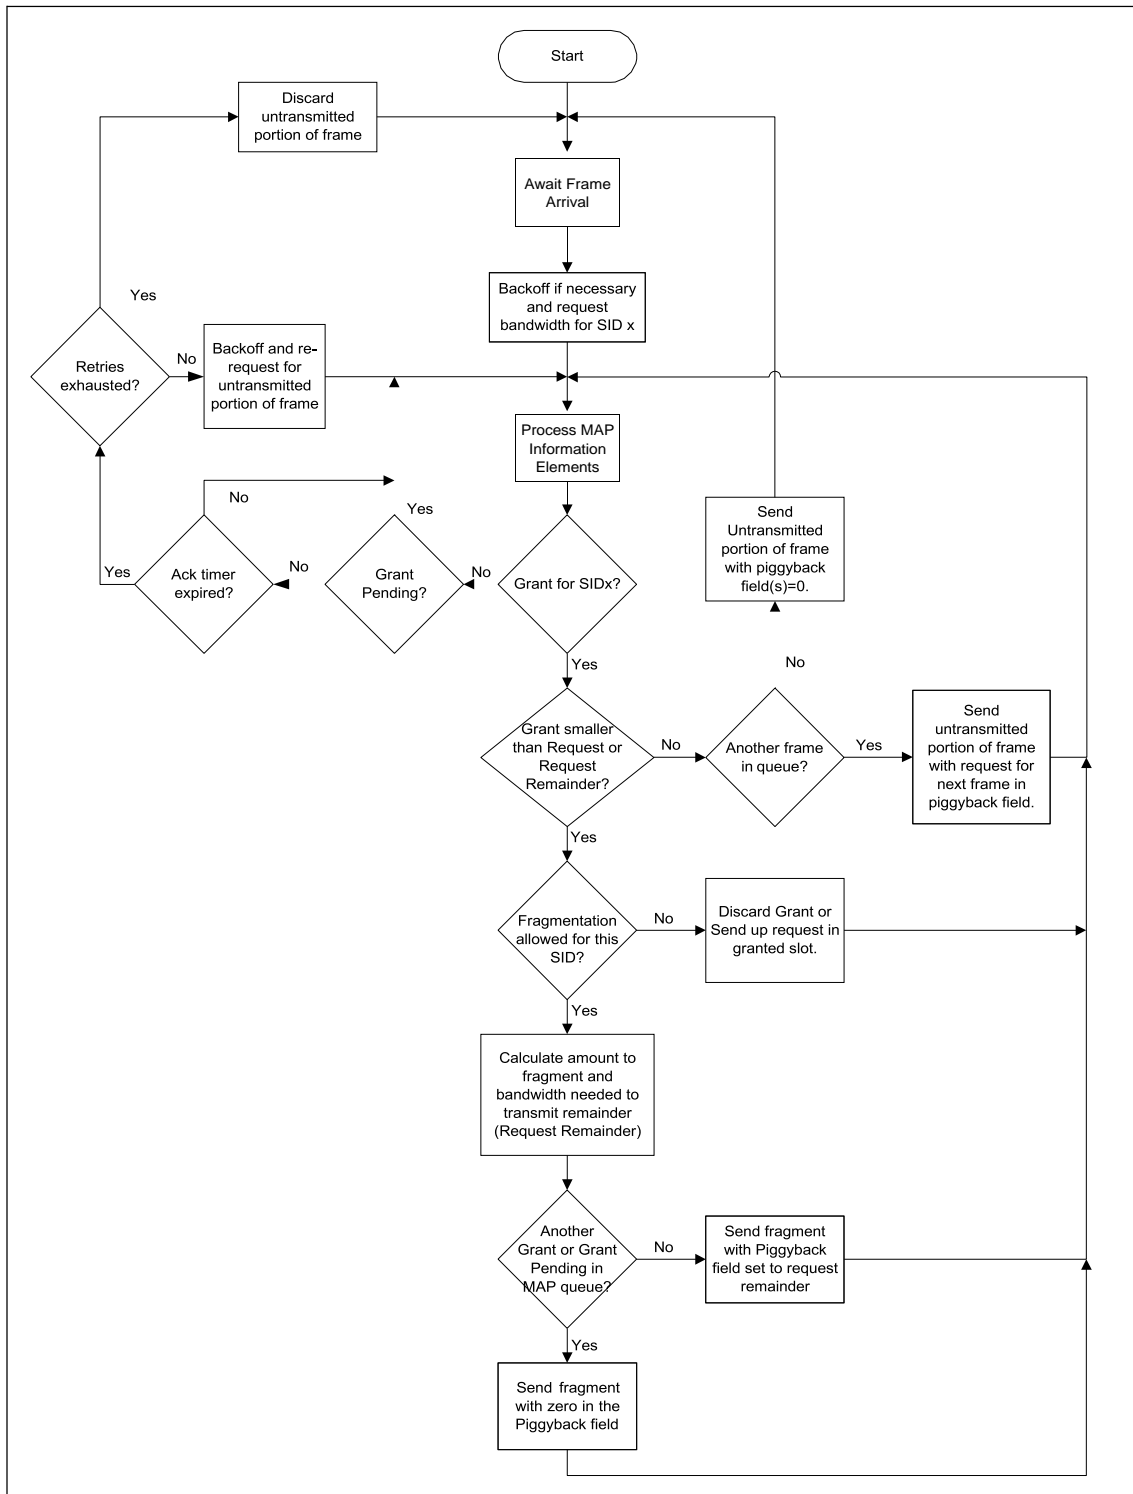 Start
Discard
untransmitted
portion of frame
Await Frame
Arrival
Backoff if necessary
and request
bandwidth for SID x
Yes
Retries
exhausted?
No
Backoff and re-
request for
untransmitted
portion of frame
Process MAP
Information
Elements
No
Yes
Send
Untransmitted
portion of frame
with piggyback
field(s)=0.
Yes
Ack timer
expired?
No
Grant
Pending?
No
Grant for SIDx?
Yes
No
Grant smaller
than Request or
Request
Remainder?
No
Another frame
in queue?
Yes
Send
untransmitted
portion of frame
with request for
next frame in
piggyback field.
Yes
Fragmentation
allowed for this
SID?
No
Discard Grant or
Send up request in
granted slot.
Yes
Calculate amount to
fragment and
bandwidth needed to
transmit remainder
(Request Remainder)
Another
Grant or Grant
Pending in
MAP queue?
No
Send fragment
with Piggyback
field set to request
remainder
Yes
Send fragment
with zero in the
Piggyback field